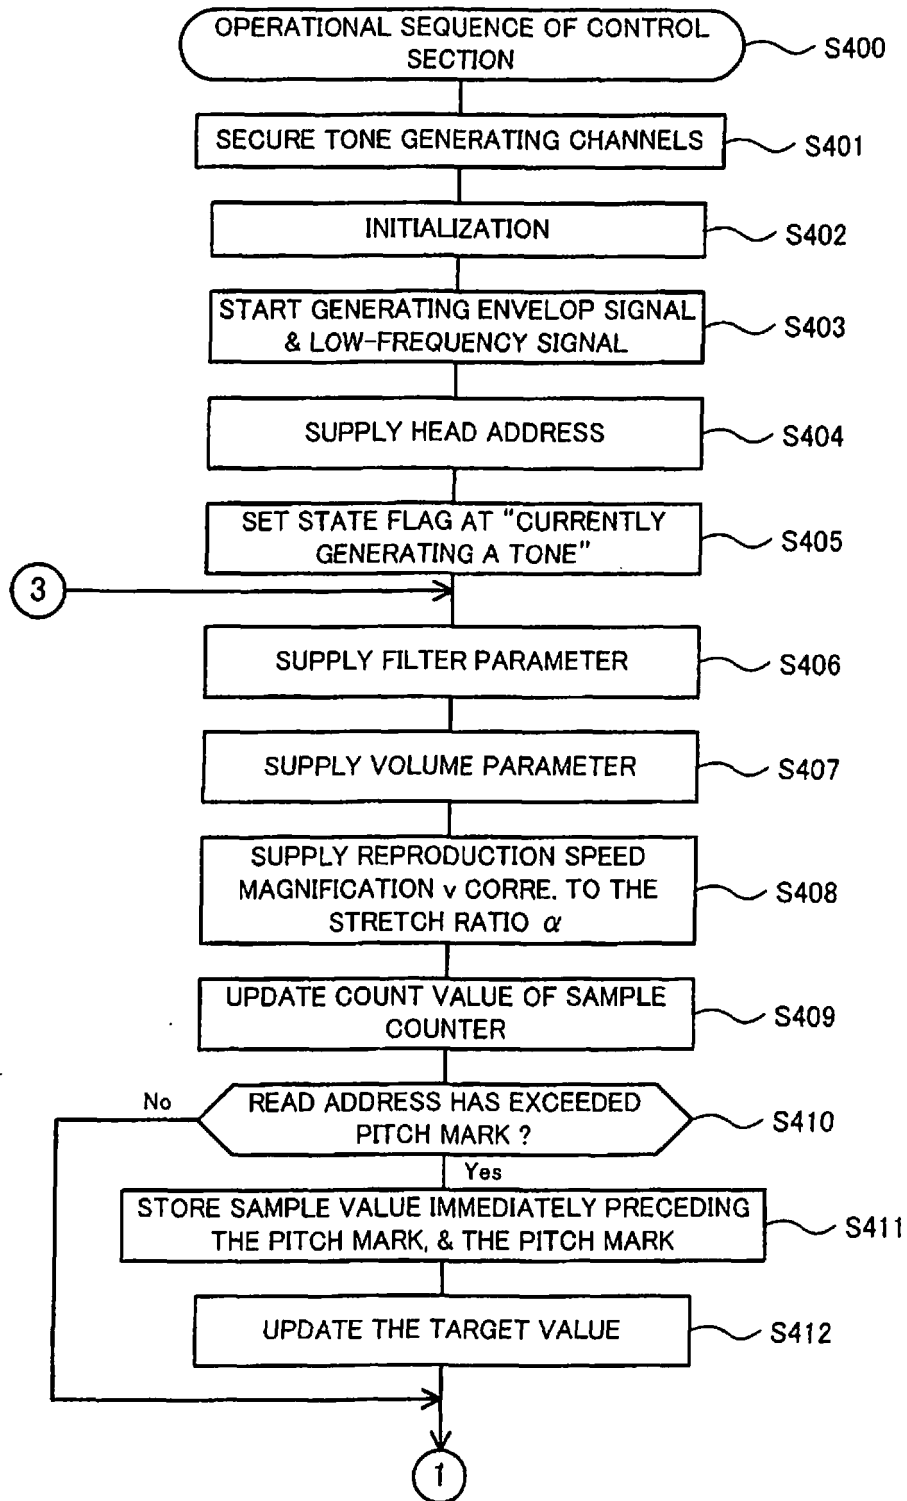 OPERATIONAL SEQUENCE OF CONTROL
SECTION
S400
SECURE TONE GENERATING CHANNELS
S401
INITIALIZATION
S402
START GENERATING ENVELOP SIGNAL
& LOW-FREQUENCY SIGNAL
S403
SUPPLY HEAD ADDRESS
S404
SET STATE FLAG AT "CURRENTLY
GENERATING A TONE"
S405
3
SUPPLY FILTER PARAMETER
S406
SUPPLY VOLUME PARAMETER
S407
SUPPLY REPRODUCTION SPEED
MAGNIFICATION v CORRE. TO THE
STRETCH RATIO α
S408
UPDATE COUNT VALUE OF SAMPLE
COUNTER
S409
No
READ ADDRESS HAS EXCEEDED
PITCH MARK ?
S410
Yes
STORE SAMPLE VALUE IMMEDIATELY PRECEDING
THE PITCH MARK, & THE PITCH MARK
S411
UPDATE THE TARGET VALUE
S412
1